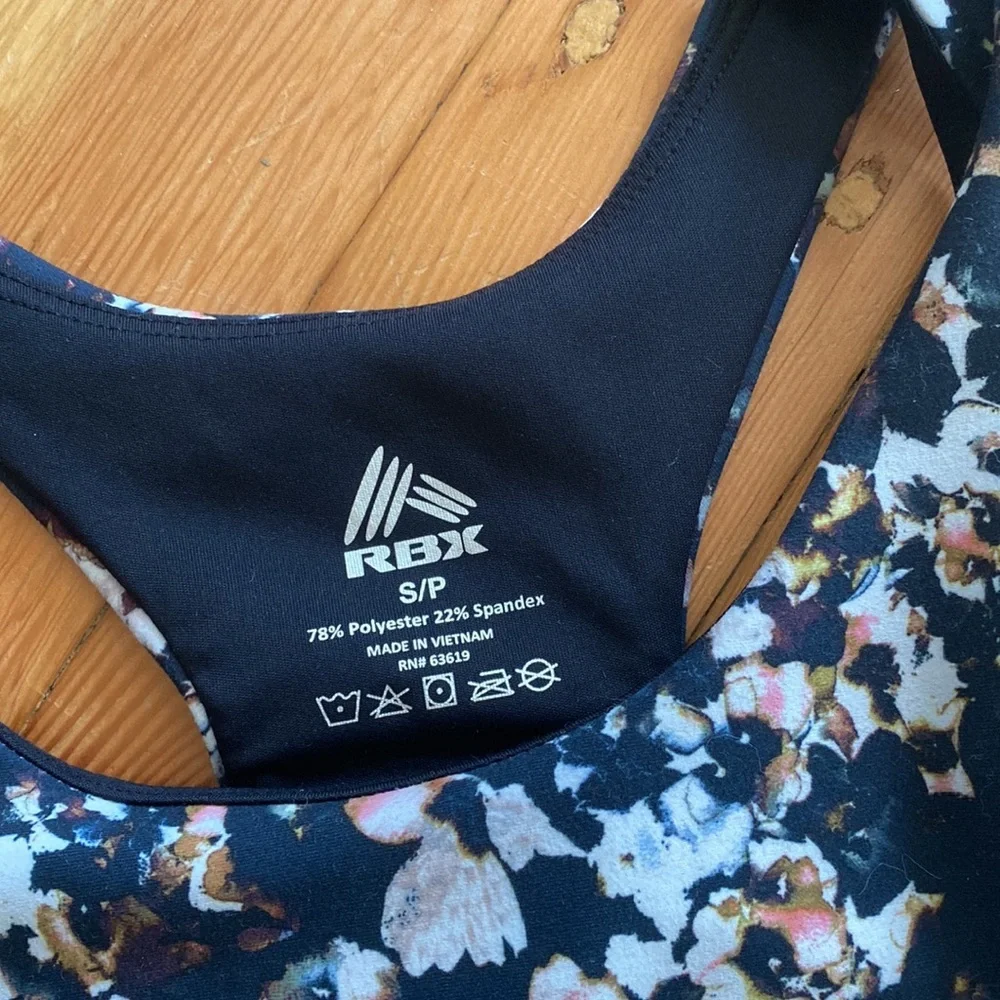 RBX
S/P
78% Polyester 22% Spandex
MADE IN VIETNAM
RN# 63619